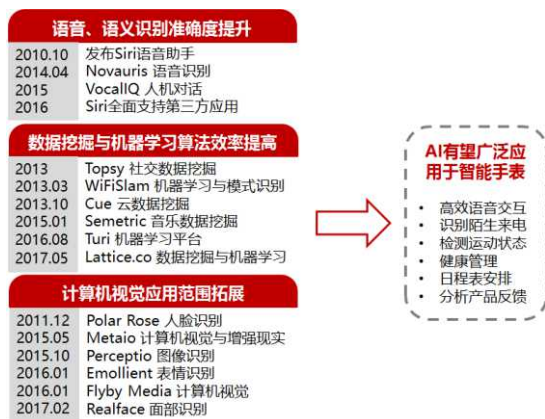 语音、语义识别准确度提升
2010.10 发布Siri语音助手
2014.04 Novauris 语音识别
2015 VocalIQ 人机对话
2016 Siri全面支持第三方应用
数据挖掘与机器学习算法效率提高
2013 Topsy 社交数据挖掘
2013.03 WiFiSlam 机器学习与模式识别
2013.10 Cue 云数据挖掘
2015.01 Semetric 音乐数据挖掘
2016.08 Turi 机器学习平台
2017.05 Lattice.co 数据挖掘与机器学习
计算机视觉应用范围拓展
2011.12 Polar Rose 人脸识别
2015.05 Metaio 计算机视觉与增强现实
2015.10 Perceptio 图像识别
2016.01 Emollient 表情识别
2016.01 Flyby Media 计算机视觉
2017.02 Realface 面部识别
AI有望广泛应
用于智能手表
• 高效语音交互
• 识别陌生来电
• 检测运动状态
• 健康管理
• 日程表安排
• 分析产品反馈